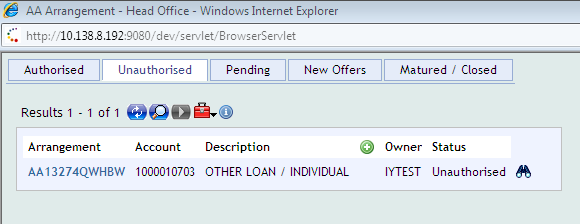 AA Arrangement - Head Office - Windows Internet Explorer
http://10.138.8.192:9080/dev/servlet/BrowserServlet
Authorised Unauthorised Pending New Offers Matured / Closed
Results 1 - 1 of 1
Arrangement Account Description Owner Status
AA13274QWHBW 1000010703 OTHER LOAN / INDIVIDUAL IYTEST Unauthorised